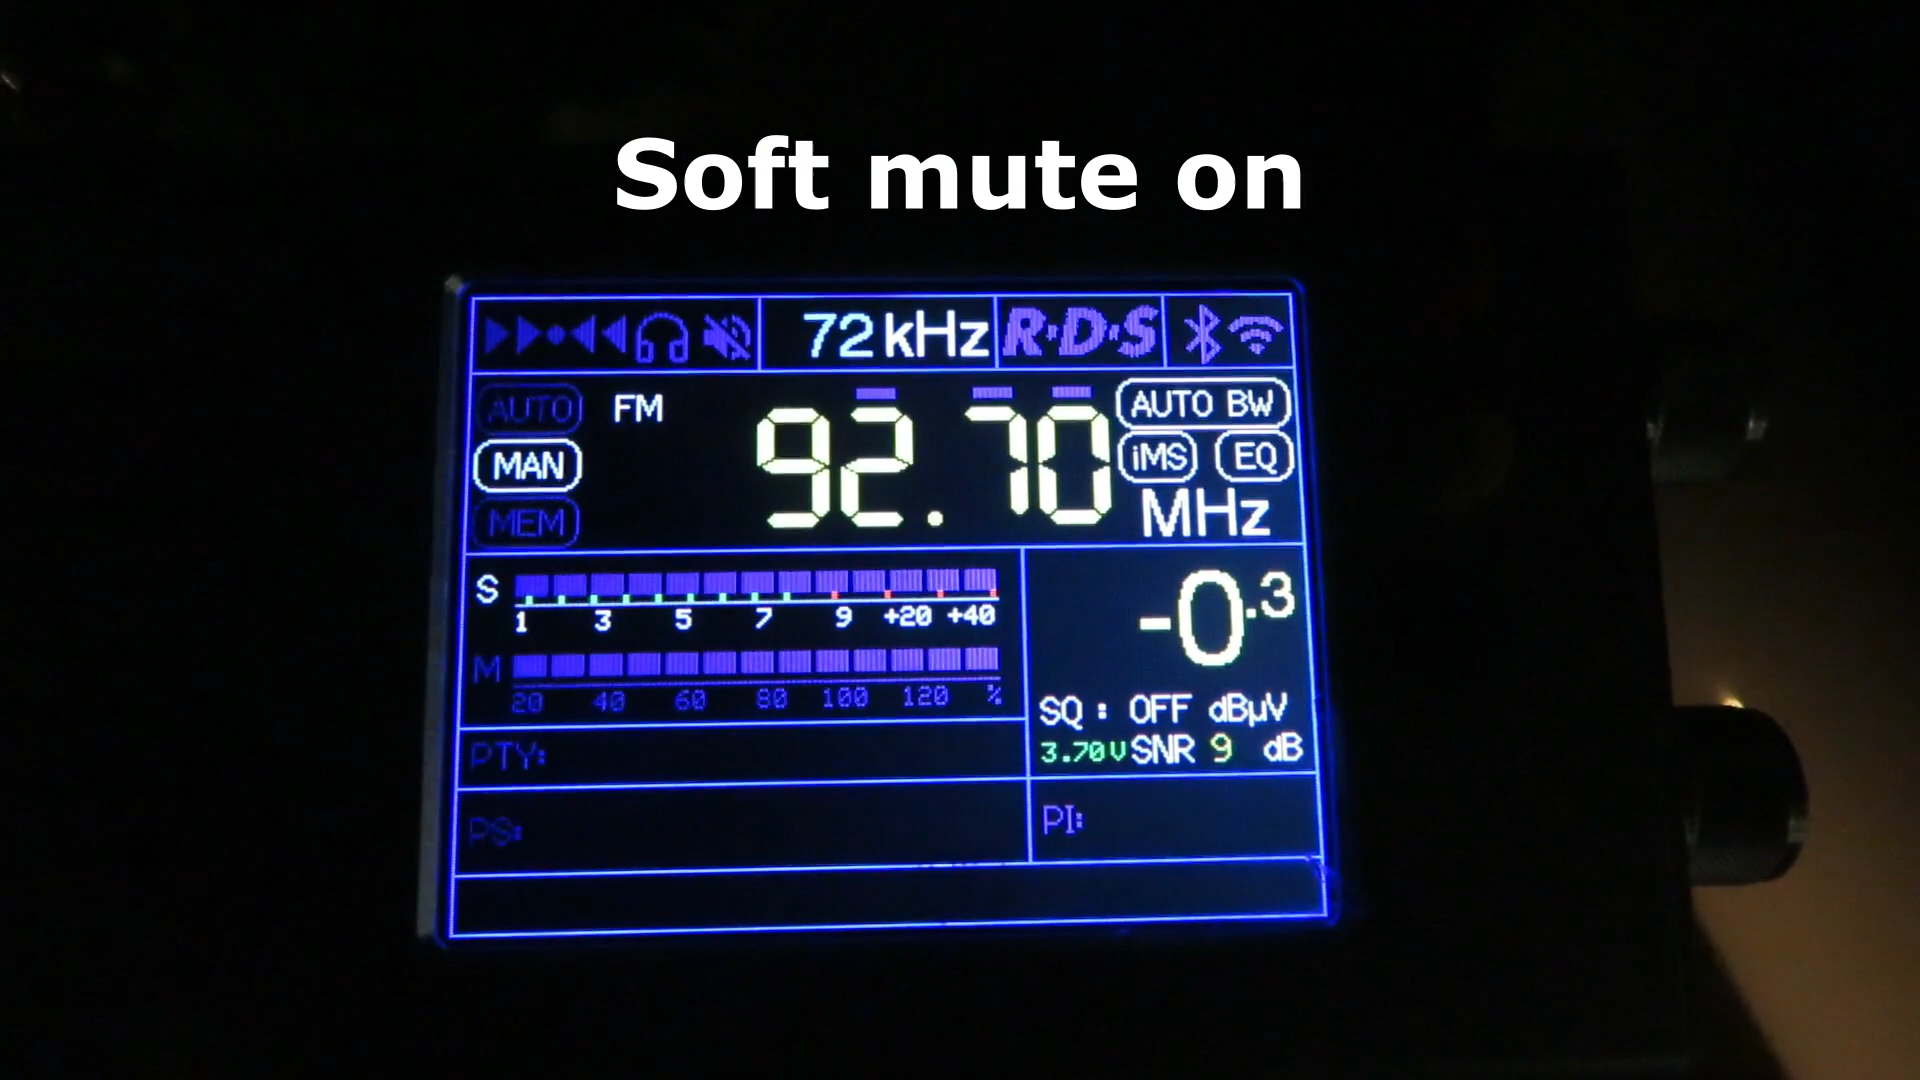 Soft mute on
72 kHz R·D·S
AUTO FM 92.70 AUTO BW
MAN iMS EQ
MEM MHz
S
1 3 5 7 9 +20 +40
-0.3
M
20 40 60 80 100 120 %
SQ: OFF dBµV
3.70V SNR 9 dB
PTY:
PS:
PI: